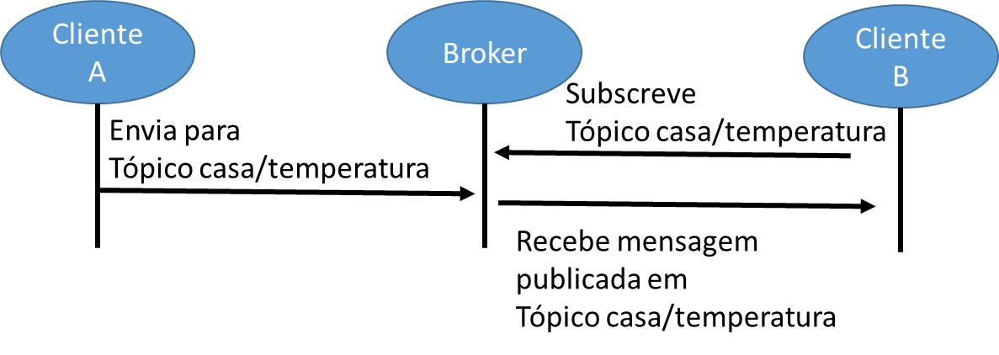 Cliente
A
Broker
Cliente
B
Envia para
Tópico casa/temperatura
Subscreve
Tópico casa/temperatura
Recebe mensagem
publicada em
Tópico casa/temperatura